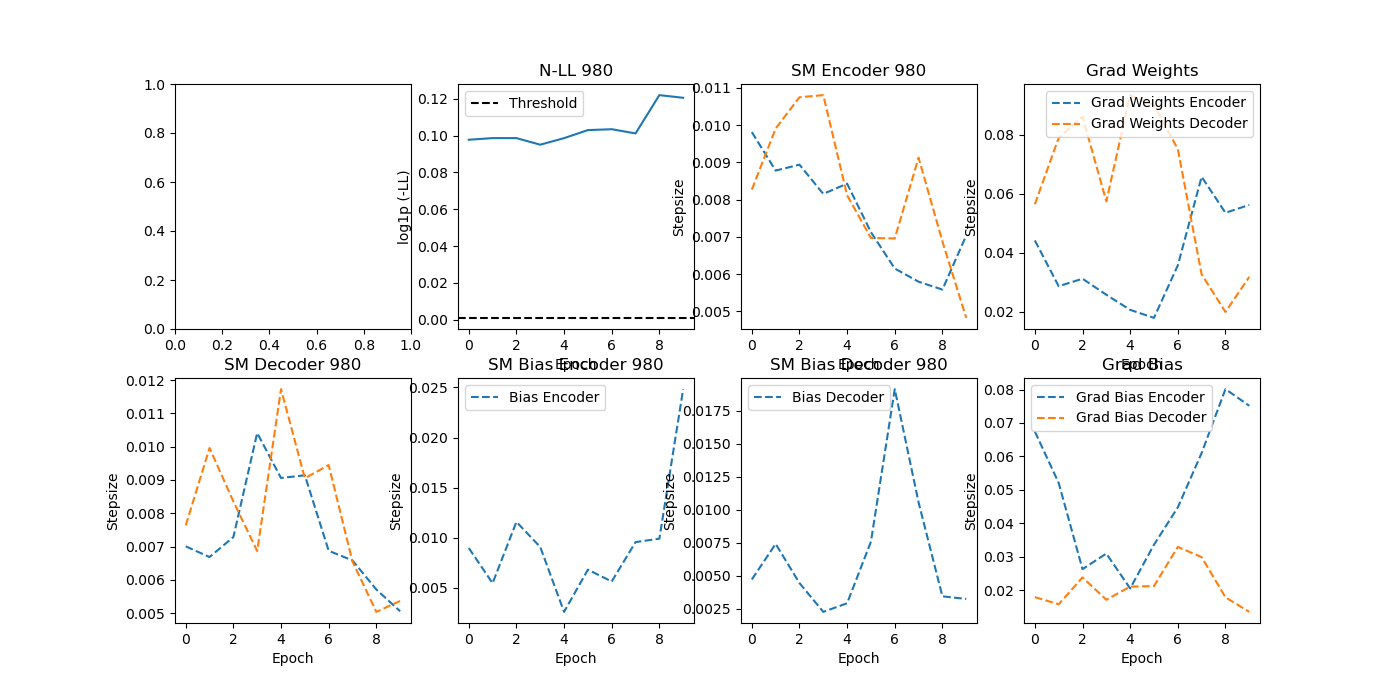 N-LL 980
SM Encoder 980
Grad Weights
1.0
0.8
0.6
0.4
0.2
0.0
0.0 0.2 0.4 0.6 0.8 1.0
log1p (-LL)
0.12
0.10
0.08
0.06
0.04
0.02
0.00
Threshold
0 2 4 6 8
Epoch
Stepsize
0.011
0.010
0.009
0.008
0.007
0.006
0.005
0 2 4 6 8
Epoch
Stepsize
0.08
0.06
0.04
0.02
Grad Weights Encoder
Grad Weights Decoder
0 2 4 6 8
Epoch
SM Decoder 980
SM Bias Encoder 980
SM Bias Decoder 980
Grad Bias
Stepsize
0.012
0.011
0.010
0.009
0.008
0.007
0.006
0.005
0 2 4 6 8
Epoch
Stepsize
0.025
0.020
0.015
0.010
0.005
Bias Encoder
0 2 4 6 8
Epoch
Stepsize
0.0175
0.0150
0.0125
0.0100
0.0075
0.0050
0.0025
Bias Decoder
0 2 4 6 8
Epoch
Stepsize
0.08
0.07
0.06
0.05
0.04
0.03
0.02
Grad Bias Encoder
Grad Bias Decoder
0 2 4 6 8
Epoch